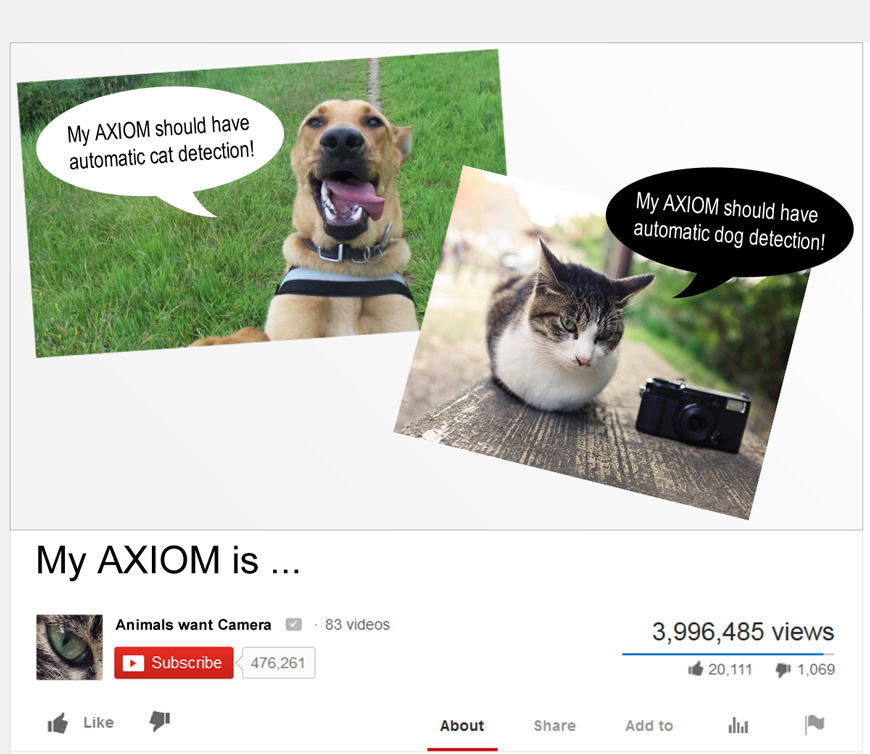 My AXIOM should have
automatic cat detection!
My AXIOM should have
automatic dog detection!
My AXIOM is ...
Animals want Camera · 83 videos
Subscribe 476,261
3,996,485 views
20,111 1,069
Like
About Share Add to